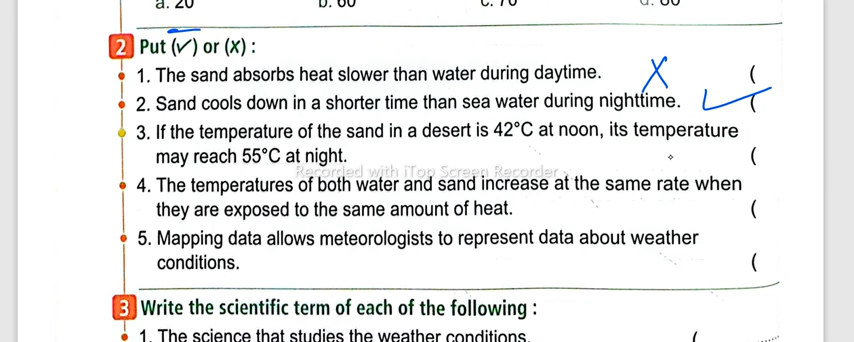 a. 20 b. 60 c. 70 d. 80
2 Put (✓) or (x) :
1. The sand absorbs heat slower than water during daytime. X (
2. Sand cools down in a shorter time than sea water during nighttime. ✓ (
3. If the temperature of the sand in a desert is 42°C at noon, its temperature
may reach 55°C at night. (
Recorded with iTop Screen Recorder
4. The temperatures of both water and sand increase at the same rate when
they are exposed to the same amount of heat. (
5. Mapping data allows meteorologists to represent data about weather
conditions. (
3 Write the scientific term of each of the following :
1. The science that studies the weather conditions. (